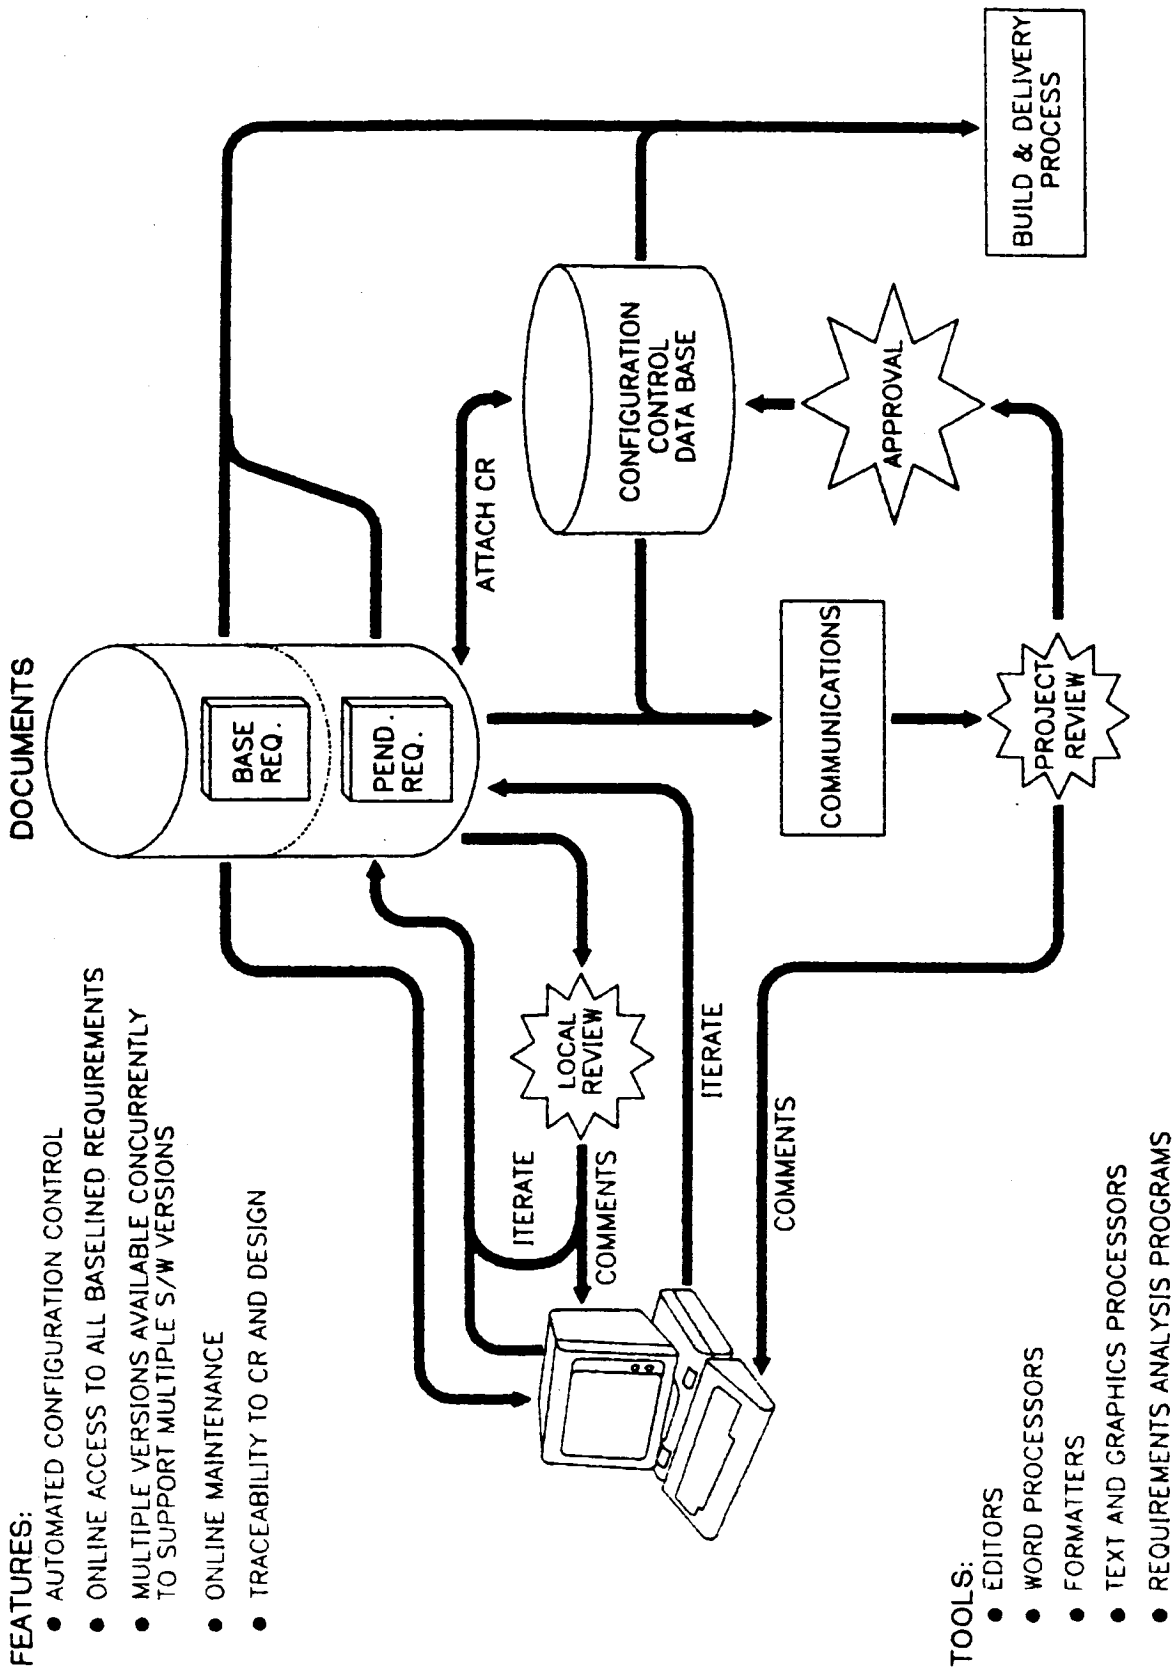 FEATURES:
● AUTOMATED CONFIGURATION CONTROL
● ONLINE ACCESS TO ALL BASELINED REQUIREMENTS
● MULTIPLE VERSIONS AVAILABLE CONCURRENTLY
TO SUPPORT MULTIPLE S/W VERSIONS
● ONLINE MAINTENANCE
● TRACEABILITY TO CR AND DESIGN
DOCUMENTS
BASE
REQ.
PEND.
REQ.
ATTACH CR
ITERATE
COMMENTS
LOCAL
REVIEW
CONFIGURATION
CONTROL
DATA BASE
ITERATE
COMMENTS
COMMUNICATIONS
APPROVAL
PROJECT
REVIEW
BUILD & DELIVERY
PROCESS
TOOLS:
● EDITORS
● WORD PROCESSORS
● FORMATTERS
● TEXT AND GRAPHICS PROCESSORS
● REQUIREMENTS ANALYSIS PROGRAMS